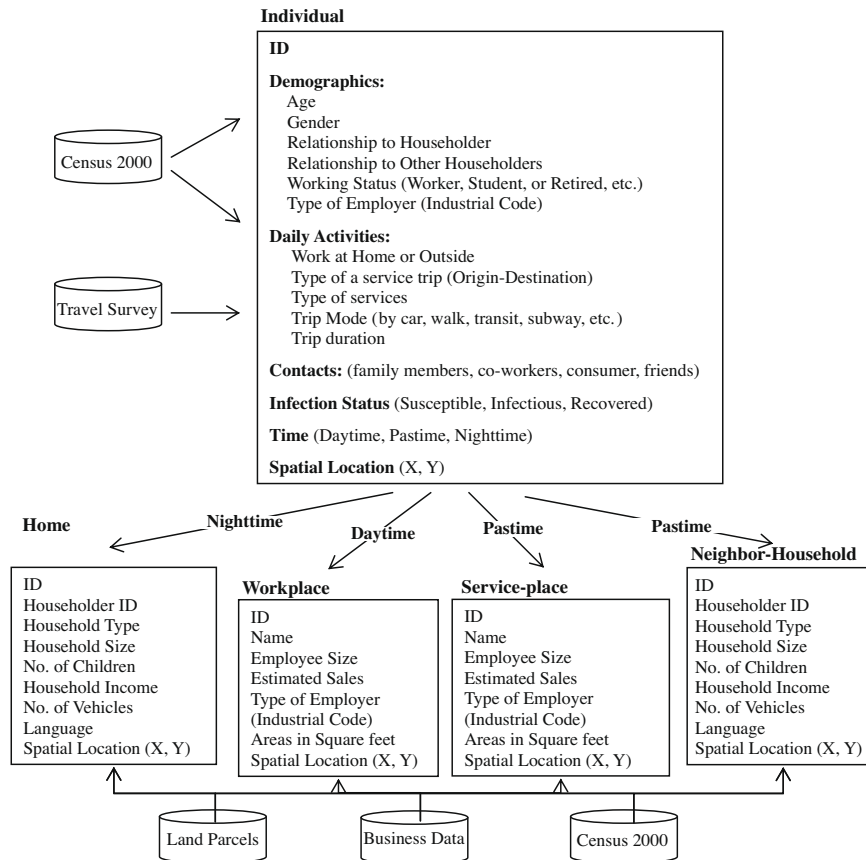 Individual
ID
Demographics:
Age
Gender
Relationship to Householder
Relationship to Other Householders
Working Status (Worker, Student, or Retired, etc.)
Type of Employer (Industrial Code)
Daily Activities:
Work at Home or Outside
Type of a service trip (Origin-Destination)
Type of services
Trip Mode (by car, walk, transit, subway, etc.)
Trip duration
Contacts: (family members, co-workers, consumer, friends)
Infection Status (Susceptible, Infectious, Recovered)
Time (Daytime, Pastime, Nighttime)
Spatial Location (X, Y)
Census 2000
Travel Survey
Nighttime
Daytime
Pastime
Pastime
Home
ID
Householder ID
Household Type
Household Size
No. of Children
Household Income
No. of Vehicles
Language
Spatial Location (X, Y)
Workplace
ID
Name
Employee Size
Estimated Sales
Type of Employer
(Industrial Code)
Areas in Square feet
Spatial Location (X, Y)
Service-place
ID
Name
Employee Size
Estimated Sales
Type of Employer
(Industrial Code)
Areas in Square feet
Spatial Location (X, Y)
Neighbor-Household
ID
Householder ID
Household Type
Household Size
No. of Children
Household Income
No. of Vehicles
Language
Spatial Location (X, Y)
Land Parcels
Business Data
Census 2000